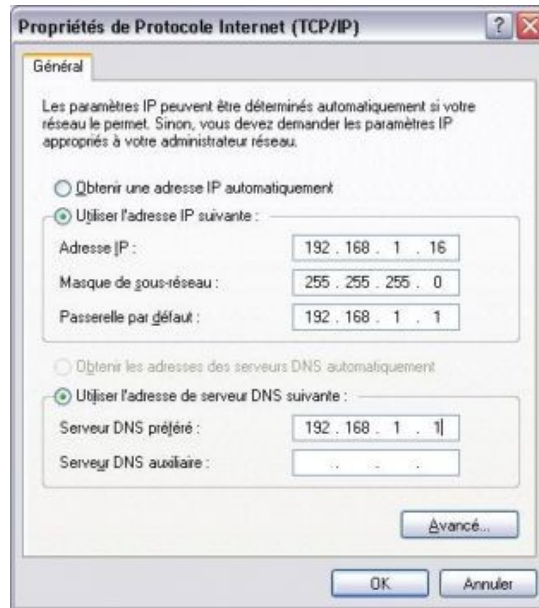 Propriétés de Protocole Internet (TCP/IP)
Général
Les paramètres IP peuvent être déterminés automatiquement si votre
réseau le permet. Sinon, vous devez demander les paramètres IP
appropriés à votre administrateur réseau.
Obtenir une adresse IP automatiquement
Utiliser l'adresse IP suivante :
Adresse IP : 192 . 168 . 1 . 16
Masque de sous-réseau : 255 . 255 . 255 . 0
Passerelle par défaut : 192 . 168 . 1 . 1
Obtenir les adresses des serveurs DNS automatiquement
Utiliser l'adresse de serveur DNS suivante :
Serveur DNS préféré : 192 . 168 . 1 . 1
Serveur DNS auxiliaire : . . .
Avancé...
OK Annuler